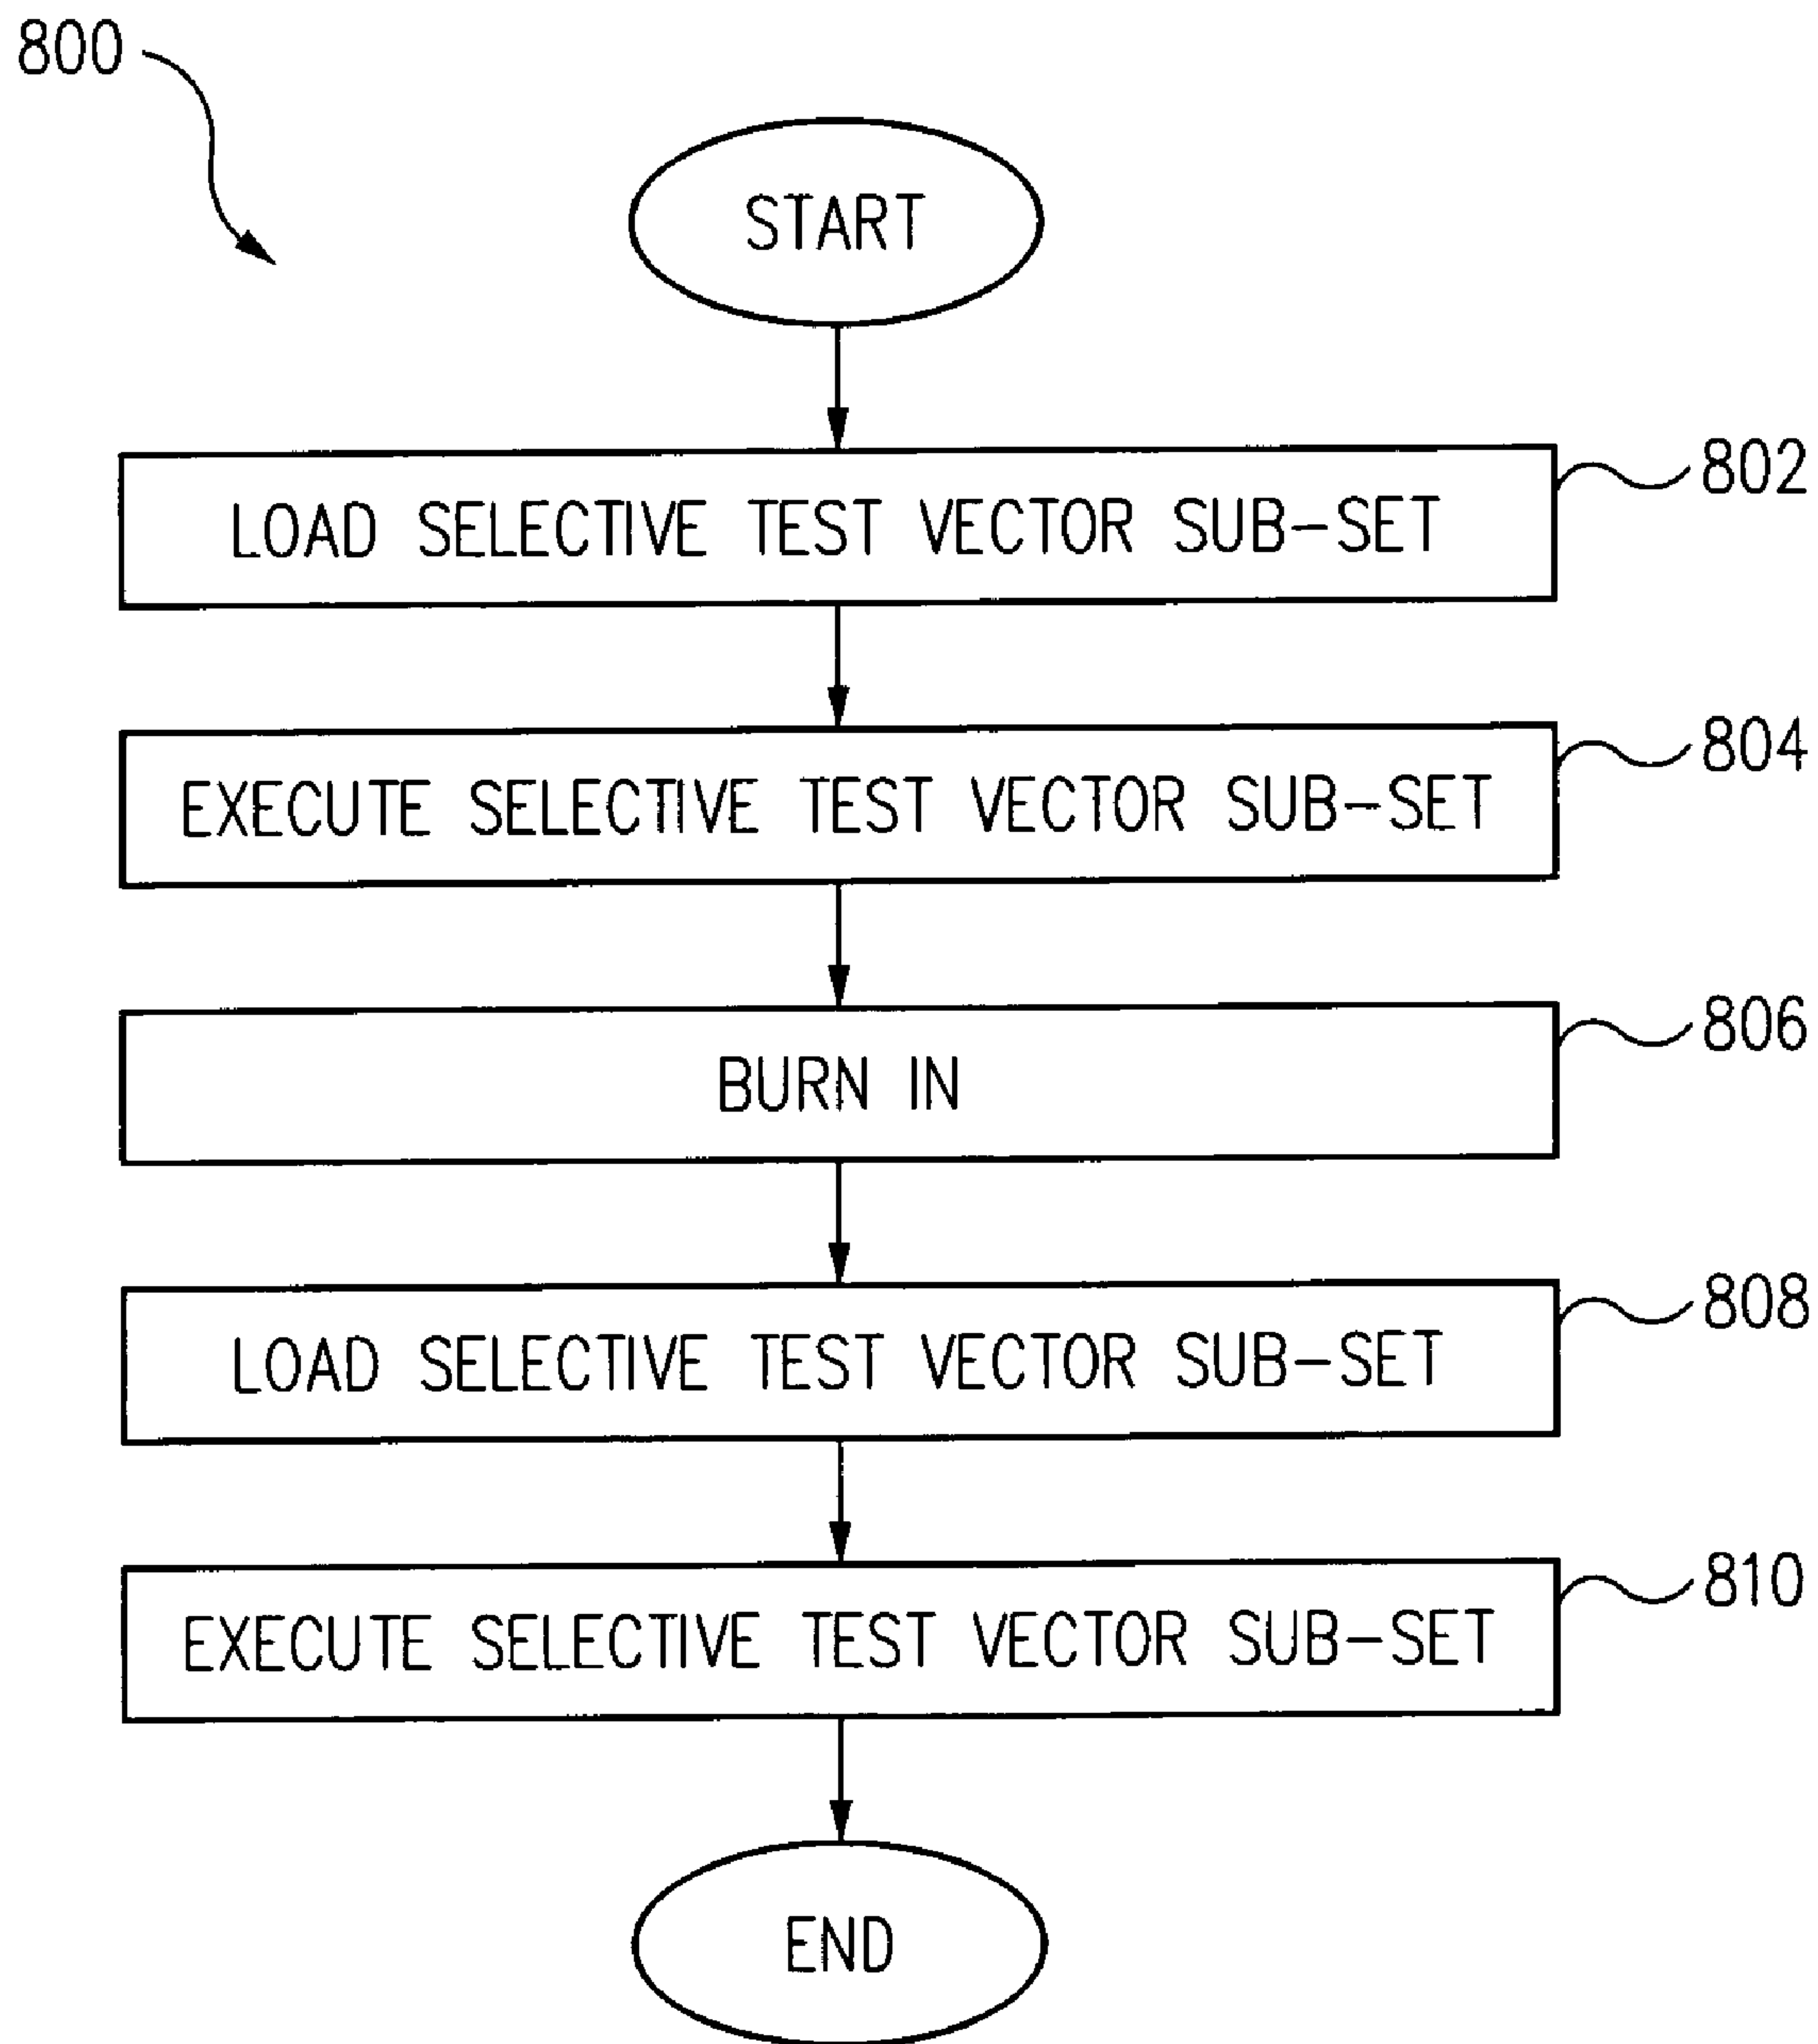 800
START
LOAD SELECTIVE TEST VECTOR SUB-SET
802
EXECUTE SELECTIVE TEST VECTOR SUB-SET
804
BURN IN
806
LOAD SELECTIVE TEST VECTOR SUB-SET
808
EXECUTE SELECTIVE TEST VECTOR SUB-SET
810
END